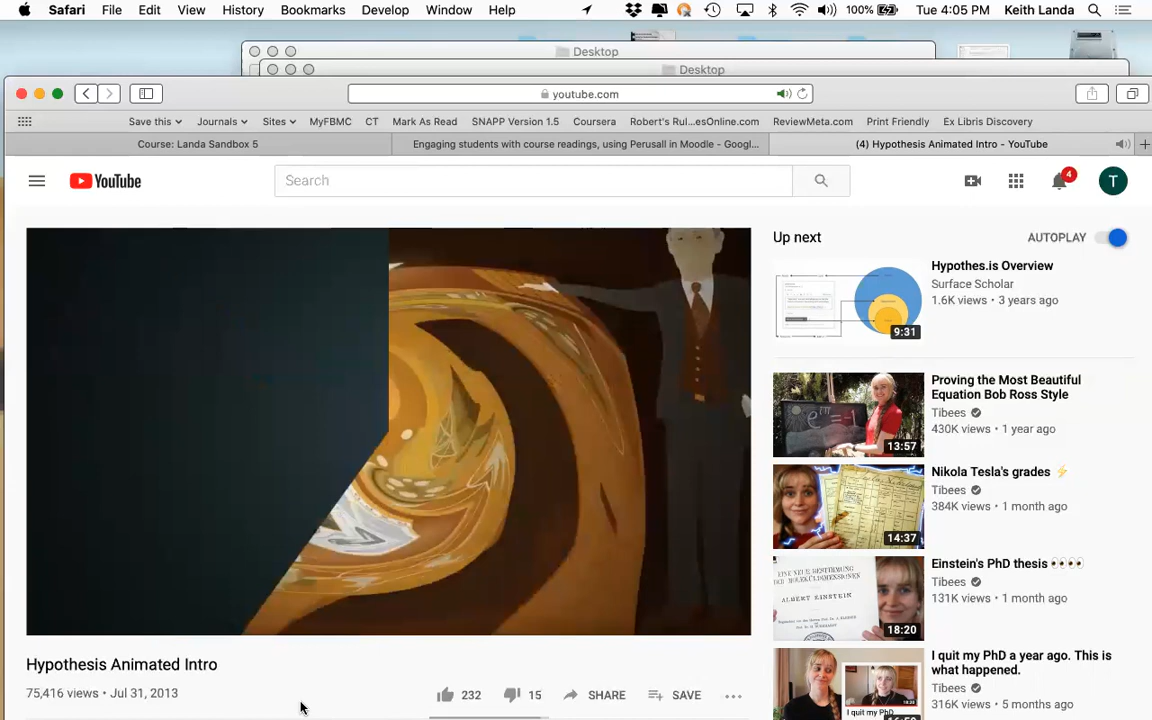 Safari File Edit View History Bookmarks Develop Window Help 100% Tue 4:05 PM Keith Landa
Desktop
Desktop
youtube.com
Save this Journals Sites MyFBMC CT Mark As Read SNAPP Version 1.5 Coursera Robert's Rul...esOnline.com ReviewMeta.com Print Friendly Ex Libris Discovery
Course: Landa Sandbox 5 Engaging students with course readings, using Perusall in Moodle - Googl... (4) Hypothesis Animated Intro - YouTube
YouTube Search 4 T
Up next AUTOPLAY
Hypothes.is Overview
Surface Scholar
1.6K views • 3 years ago
9:31
Proving the Most Beautiful
Equation Bob Ross Style
Tibees
430K views • 1 year ago
13:57
Nikola Tesla's grades ⚡
Tibees
384K views • 1 month ago
14:37
Einstein's PhD thesis 👀👀
Tibees
131K views • 1 month ago
ALBERT EINSTEIN
18:20
I quit my PhD a year ago. This is
what happened.
Tibees
316K views • 5 months ago
I quit my PhD
Hypothesis Animated Intro
75,416 views • Jul 31, 2013
232 15 SHARE SAVE